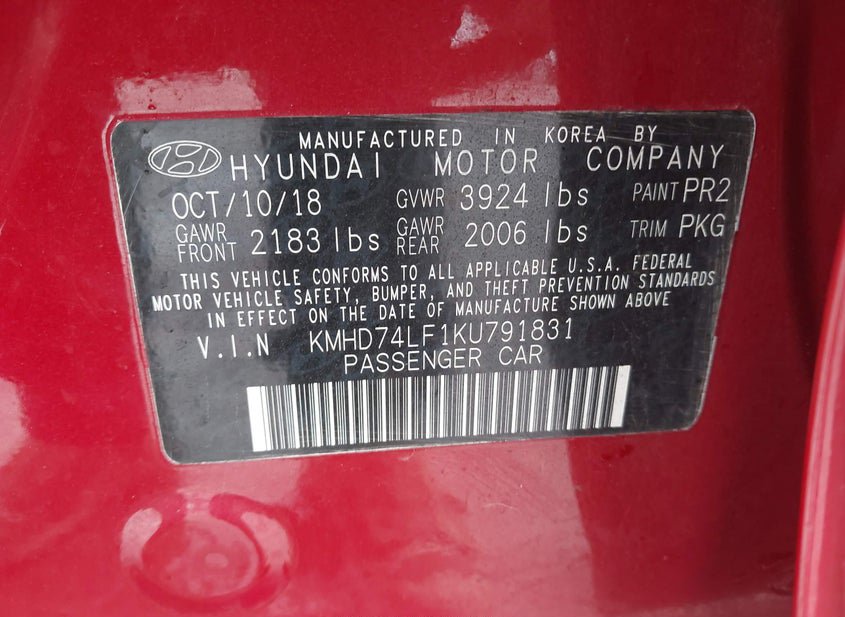 MANUFACTURED IN KOREA BY
HYUNDAI MOTOR COMPANY
OCT/10/18 GVWR 3924 lbs PAINT PR2
GAWR FRONT 2183 lbs GAWR REAR 2006 lbs TRIM PKG
THIS VEHICLE CONFORMS TO ALL APPLICABLE U.S.A. FEDERAL
MOTOR VEHICLE SAFETY, BUMPER, AND THEFT PREVENTION STANDARDS
IN EFFECT ON THE DATE OF MANUFACTURE SHOWN ABOVE
V.I.N KMHD74LF1KU791831
PASSENGER CAR